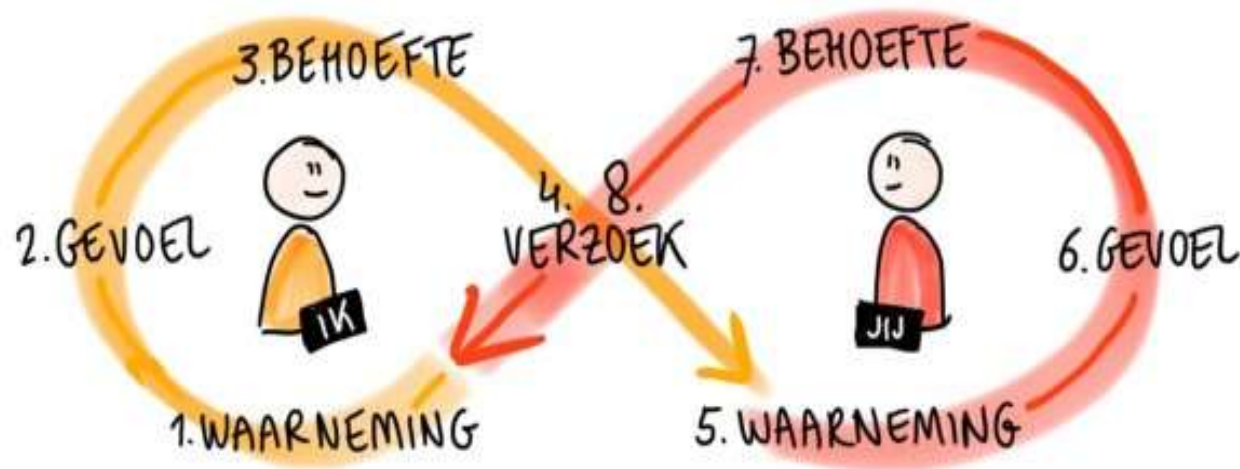 3. BEHOEFTE
7. BEHOEFTE
4. 8.
VERZOEK
2. GEVOEL
6. GEVOEL
IK
JIJ
1. WAARNEMING
5. WAARNEMING